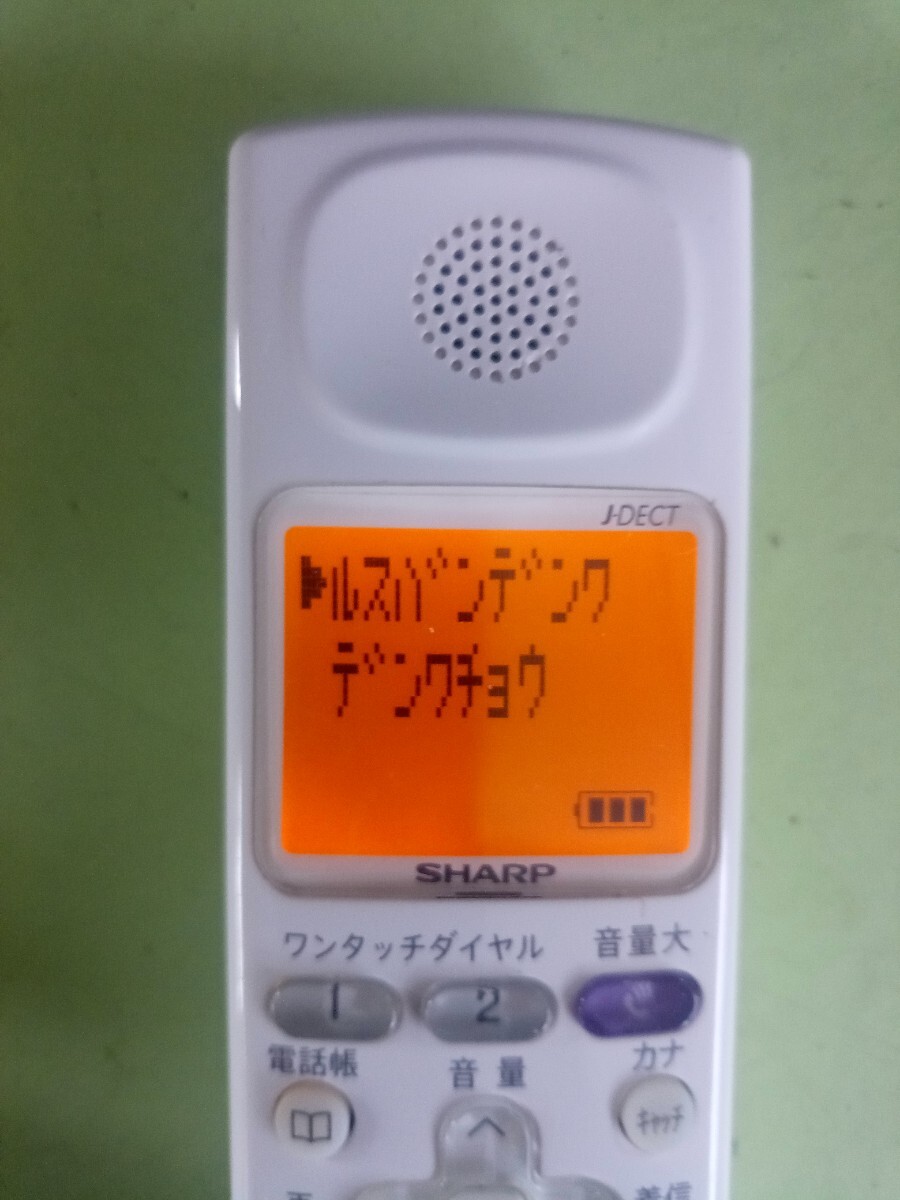 J-DECT
▶ルスバンデンワ
デンワチョウ
SHARP
ワンタッチダイヤル
音量大
1
2
電話帳
音量
カナ
キャッチ
着信